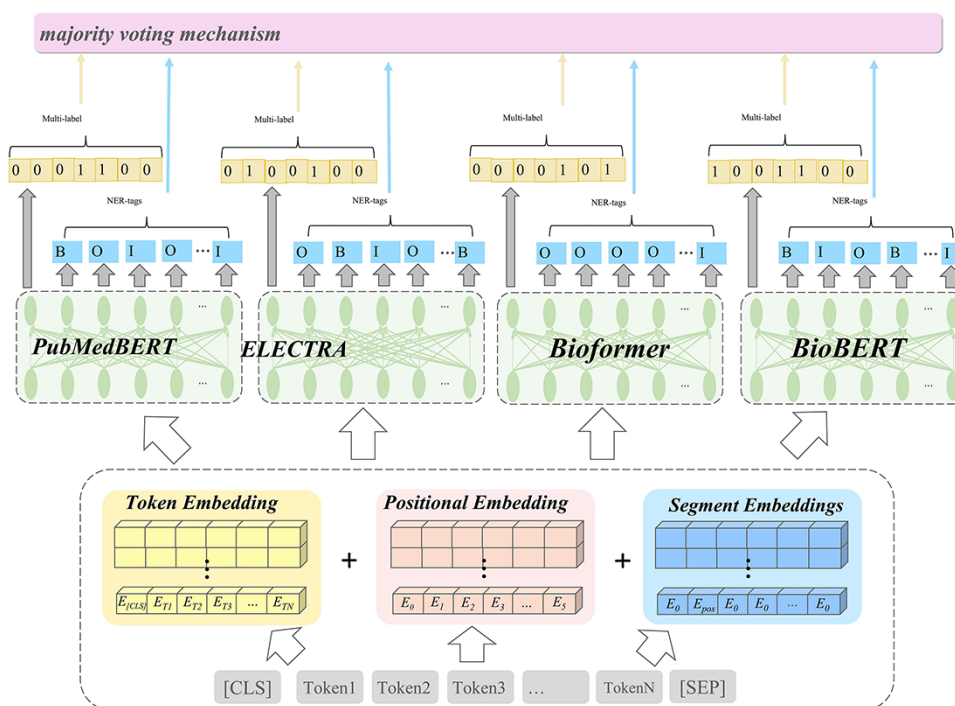 majority voting mechanism
Multi-label Multi-label Multi-label Multi-label
0 0 0 1 1 0 0 0 1 0 0 1 0 0 0 0 0 0 1 0 1 1 0 0 1 1 0 0
NER-tags NER-tags NER-tags NER-tags
B O I O ... I O B I O ... B O O O O ... I B I O B ... I
... ... ... ...
PubMedBERT ELECTRA Bioformer BioBERT
... ... ... ...
Token Embedding Positional Embedding Segment Embeddings
+ +
E[CLS] ET1 ET2 ET3 ... ETN E0 E1 E2 E3 ... E5 E0 Epos E0 E0 ... E0
[CLS] Token1 Token2 Token3 ... TokenN [SEP]